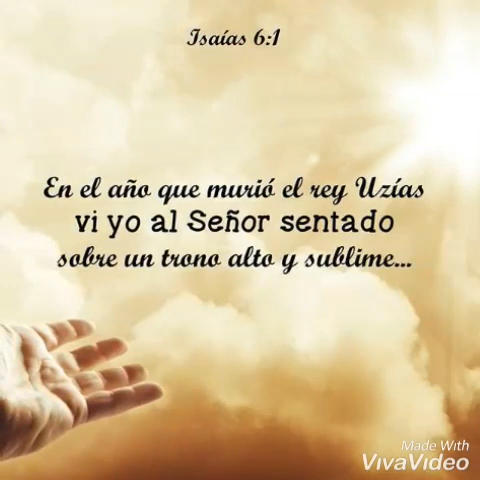 Isaías 6:1
En el año que murió el rey Uzías
vi yo al Señor sentado
sobre un trono alto y sublime...
Made With
VivaVideo